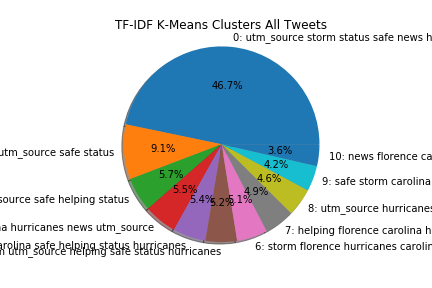 TF-IDF K-Means Clusters All Tweets
0: utm_source storm status safe news h
46.7%
utm_source safe status
9.1%
source safe helping status
5.7%
na hurricanes news utm_source
5.5%
arolina safe helping status hurricanes
5.4%
utm_source helping safe status hurricanes
5.2%
6: storm florence hurricanes carolin
5.1%
7: helping florence carolina h
4.9%
8: utm_source hurricanes
4.6%
9: safe storm carolina
4.2%
10: news florence ca
3.6%